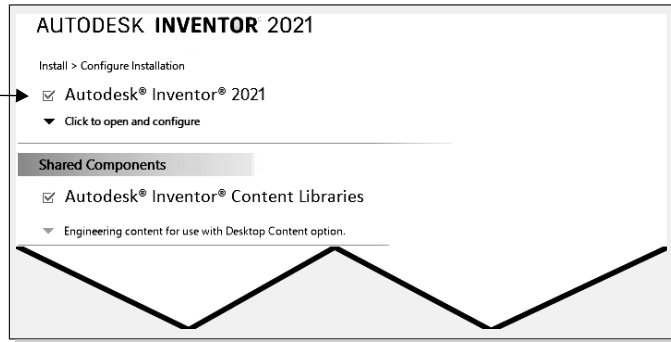 AUTODESK INVENTOR® 2021
Install > Configure Installation
Autodesk® Inventor® 2021
Click to open and configure
Shared Components
Autodesk® Inventor® Content Libraries
Engineering content for use with Desktop Content option.